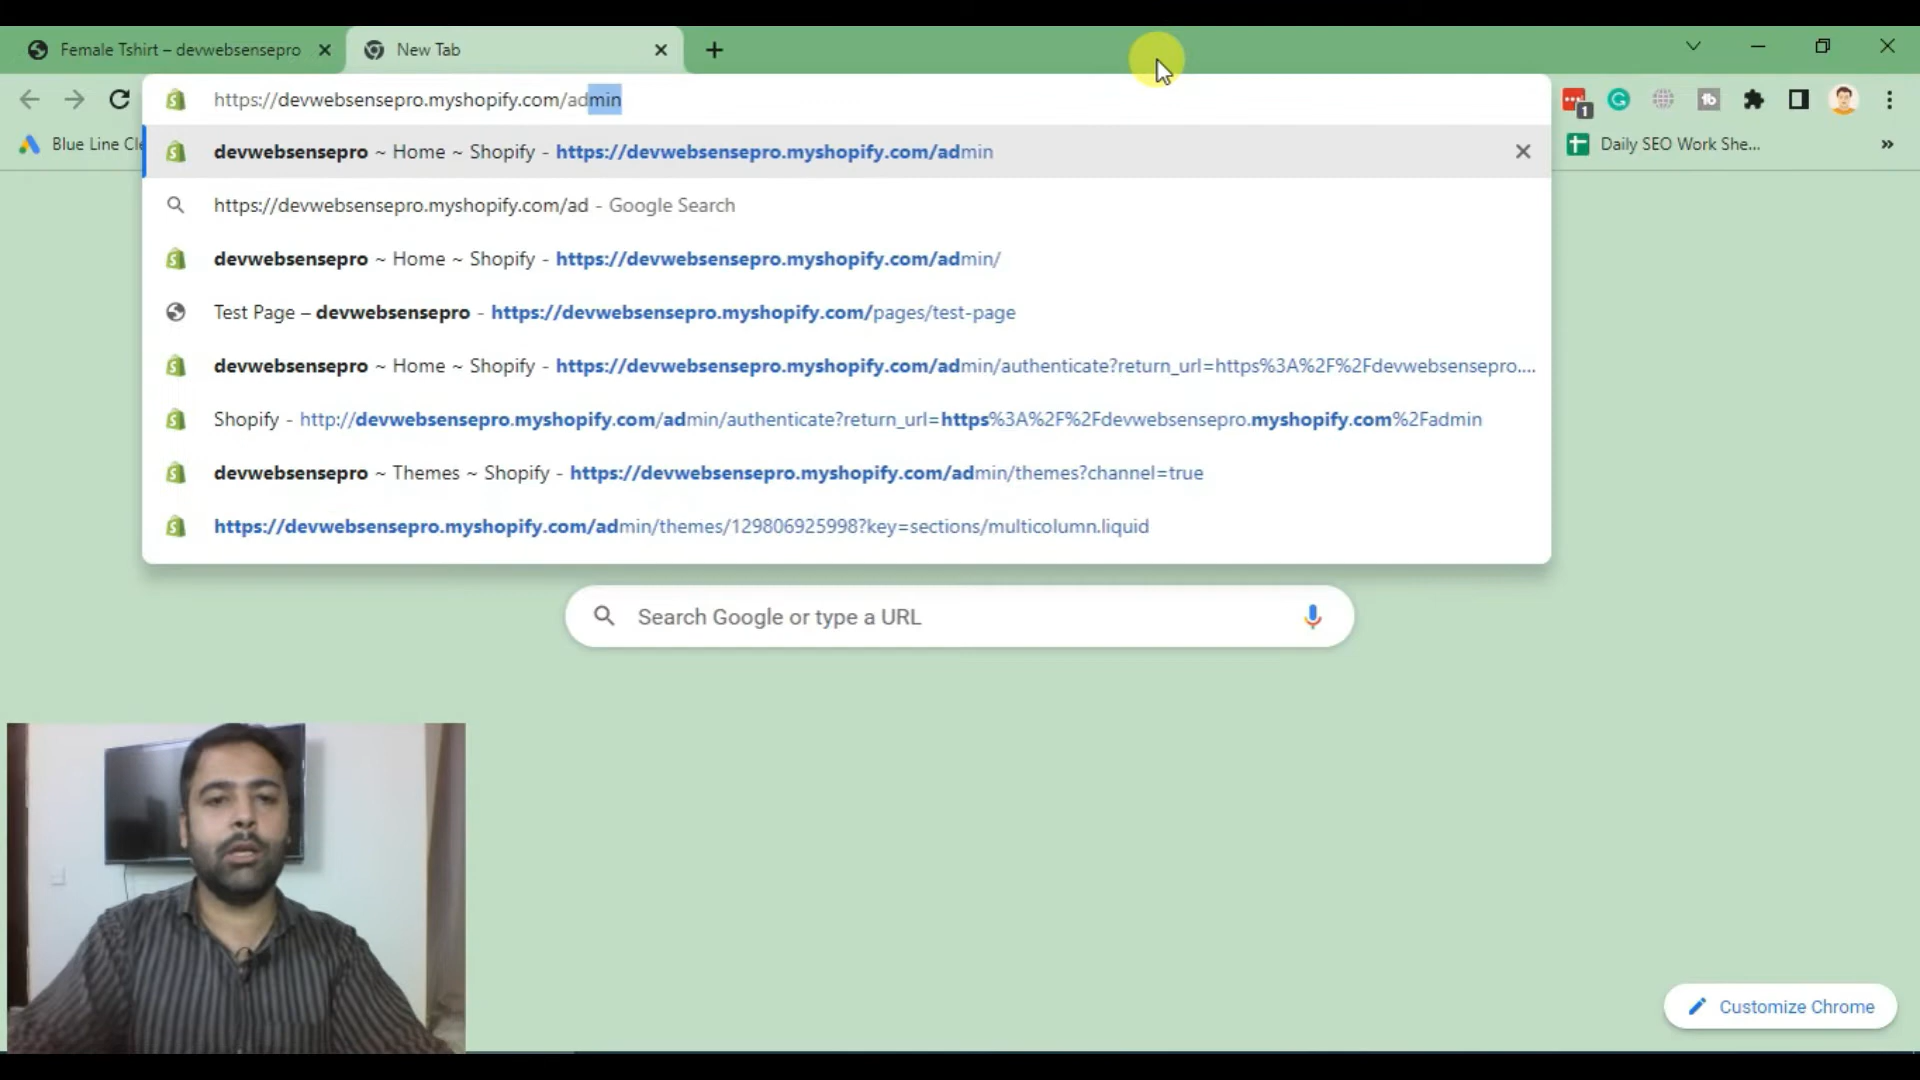 Female Tshirt – devwebsensepro
New Tab
https://devwebsensepro.myshopify.com/admin
1
Blue Line Cle
Daily SEO Work She...
devwebsensepro ~ Home ~ Shopify - https://devwebsensepro.myshopify.com/admin
https://devwebsensepro.myshopify.com/ad - Google Search
devwebsensepro ~ Home ~ Shopify - https://devwebsensepro.myshopify.com/admin/
Test Page – devwebsensepro - https://devwebsensepro.myshopify.com/pages/test-page
devwebsensepro ~ Home ~ Shopify - https://devwebsensepro.myshopify.com/admin/authenticate?return_url=https%3A%2F%2Fdevwebsensepro....
Shopify - http://devwebsensepro.myshopify.com/admin/authenticate?return_url=https%3A%2F%2Fdevwebsensepro.myshopify.com%2Fadmin
devwebsensepro ~ Themes ~ Shopify - https://devwebsensepro.myshopify.com/admin/themes?channel=true
https://devwebsensepro.myshopify.com/admin/themes/129806925998?key=sections/multicolumn.liquid
Search Google or type a URL
Customize Chrome